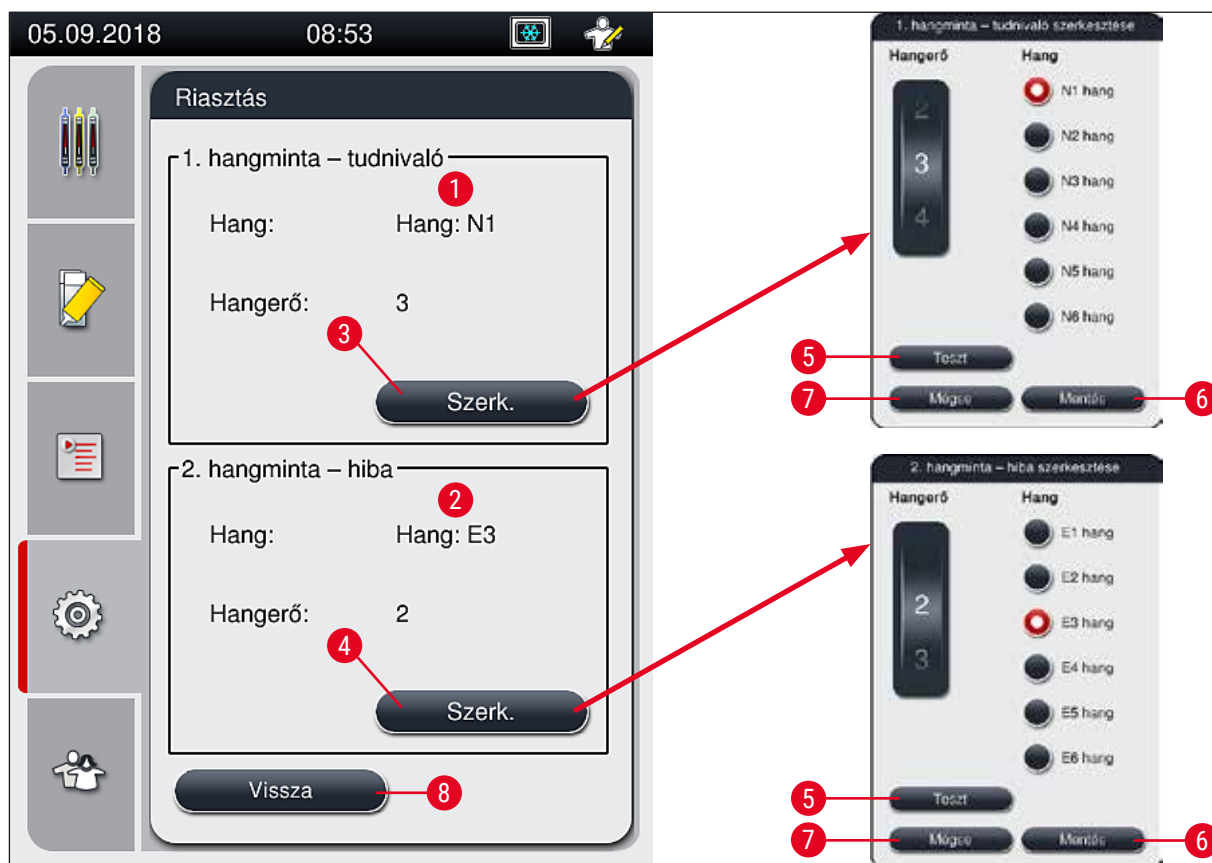 05.09.2018 08:53
Riasztás
1. hangminta – tudnivaló
1
Hang: Hang: N1
Hangerő: 3
3
Szerk.
2. hangminta – hiba
2
Hang: Hang: E3
Hangerő: 2
4
Szerk.
Vissza
8
1. hangminta – tudnivaló szerkesztése
Hangerő Hang
2
3
4
N1 hang
N2 hang
N3 hang
N4 hang
N5 hang
N6 hang
5 Teszt
7 Mégse Mentés 6
2. hangminta – hiba szerkesztése
Hangerő Hang
2
3
E1 hang
E2 hang
E3 hang
E4 hang
E5 hang
E6 hang
5 Teszt
7 Mégse Mentés 6